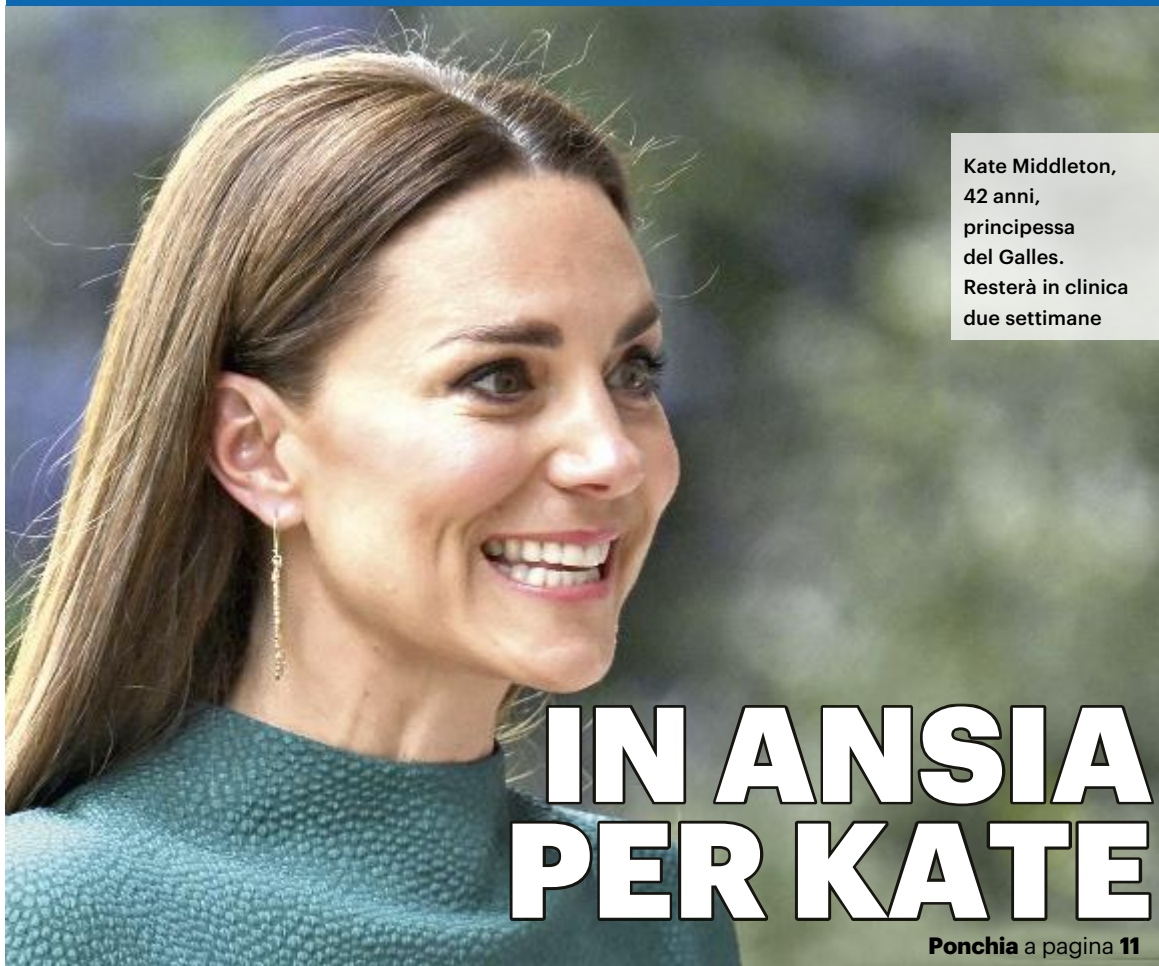 Kate Middleton,
42 anni,
principessa
del Galles.
Resterà in clinica
due settimane
IN ANSIA
PER KATE
Ponchia a pagina 11